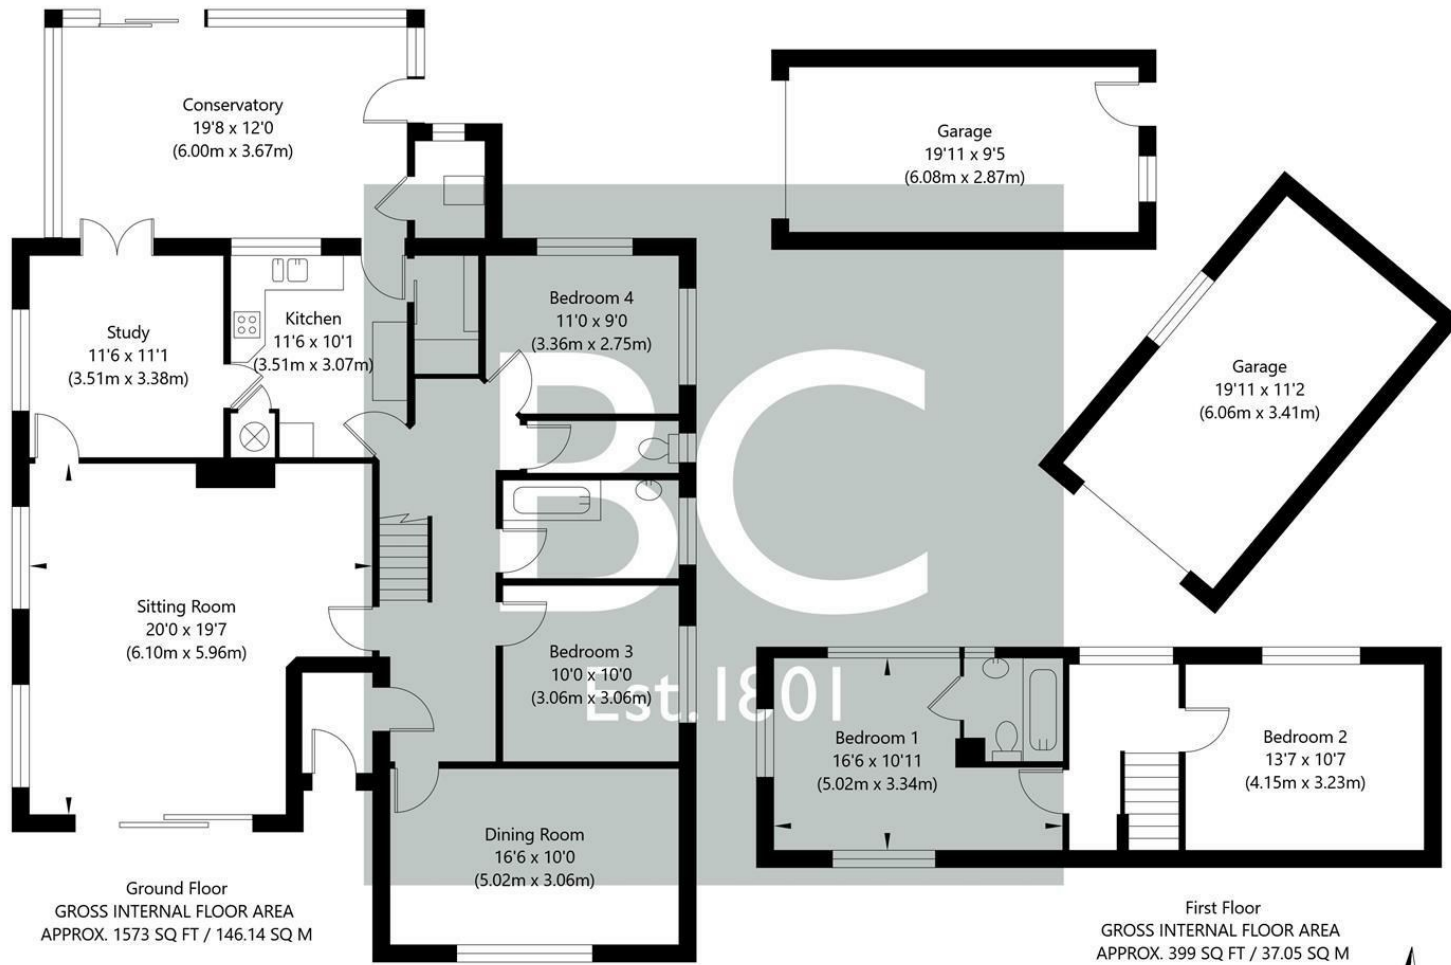 Conservatory
19'8 x 12'0
(6.00m x 3.67m)
Garage
19'11 x 9'5
(6.08m x 2.87m)
Study
11'6 x 11'1
(3.51m x 3.38m)
Kitchen
11'6 x 10'1
(3.51m x 3.07m)
Bedroom 4
11'0 x 9'0
(3.36m x 2.75m)
Garage
19'11 x 11'2
(6.06m x 3.41m)
BC
Est. 1801
Sitting Room
20'0 x 19'7
(6.10m x 5.96m)
Bedroom 3
10'0 x 10'0
(3.06m x 3.06m)
Bedroom 1
16'6 x 10'11
(5.02m x 3.34m)
Bedroom 2
13'7 x 10'7
(4.15m x 3.23m)
Dining Room
16'6 x 10'0
(5.02m x 3.06m)
Ground Floor
GROSS INTERNAL FLOOR AREA
APPROX. 1573 SQ FT / 146.14 SQ M
First Floor
GROSS INTERNAL FLOOR AREA
APPROX. 399 SQ FT / 37.05 SQ M